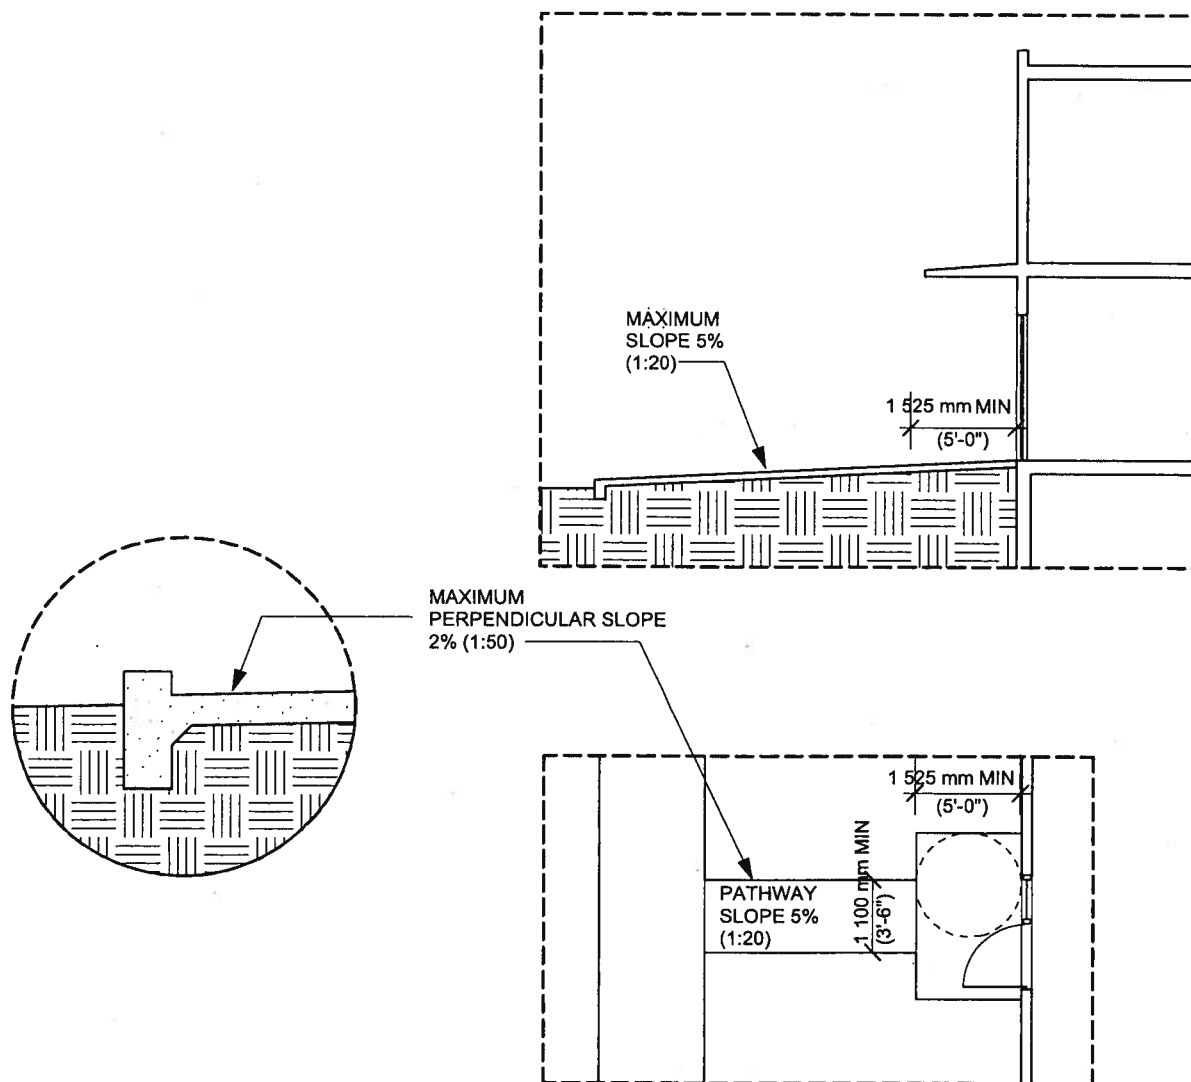 MAXIMUM
SLOPE 5%
(1:20)
1 525 mm MIN
(5'-0")
MAXIMUM
PERPENDICULAR SLOPE
2% (1:50)
1 525 mm MIN
(5'-0")
PATHWAY
SLOPE 5%
(1:20)
1 100 mm MIN
(3'-6")